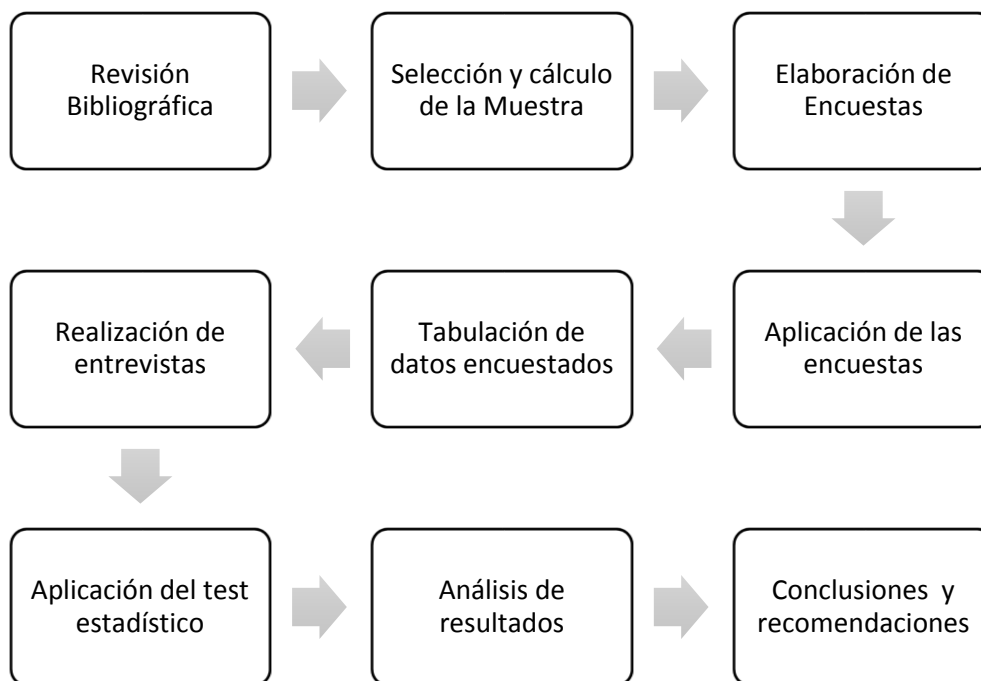 Revisión
Bibliográfica
Selección y cálculo
de la Muestra
Elaboración de
Encuestas
Aplicación de las
encuestas
Tabulación de
datos encuestados
Realización de
entrevistas
Aplicación del test
estadístico
Análisis de
resultados
Conclusiones y
recomendaciones